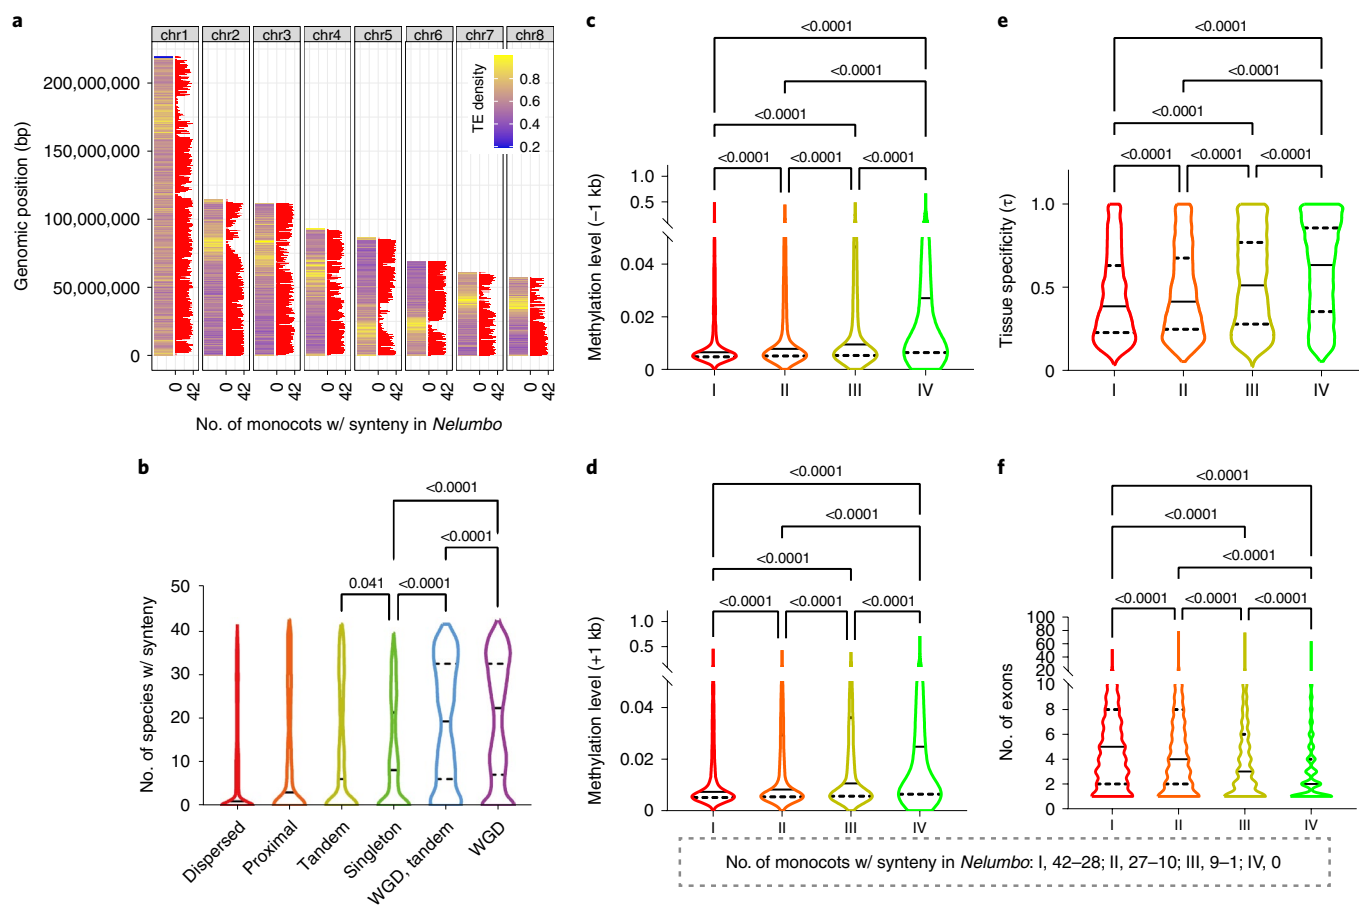 a
chr1 chr2 chr3 chr4 chr5 chr6 chr7 chr8
Genomic position (bp)
200,000,000
150,000,000
100,000,000
50,000,000
0
TE density
0.8
0.6
0.4
0.2
0 42 0 42 0 42 0 42 0 42 0 42 0 42 0 42
No. of monocots w/ synteny in Nelumbo
b
<0.0001
<0.0001
0.041 <0.0001
No. of species w/ synteny
50
40
30
20
10
0
Dispersed Proximal Tandem Singleton WGD, tandem WGD
c
<0.0001
<0.0001
<0.0001
<0.0001 <0.0001 <0.0001
Methylation level (−1 kb)
1.0
0.5
0.04
0.02
0
I II III IV
d
<0.0001
<0.0001
<0.0001
<0.0001 <0.0001 <0.0001
Methylation level (+1 kb)
1.0
0.5
0.04
0.02
0
I II III IV
e
<0.0001
<0.0001
<0.0001
<0.0001 <0.0001 <0.0001
Tissue specificity (τ)
1.0
0.5
0
I II III IV
f
<0.0001
<0.0001
<0.0001
<0.0001 <0.0001 <0.0001
No. of exons
100
80
60
40
20
10
8
6
4
2
0
I II III IV
No. of monocots w/ synteny in Nelumbo: I, 42–28; II, 27–10; III, 9–1; IV, 0